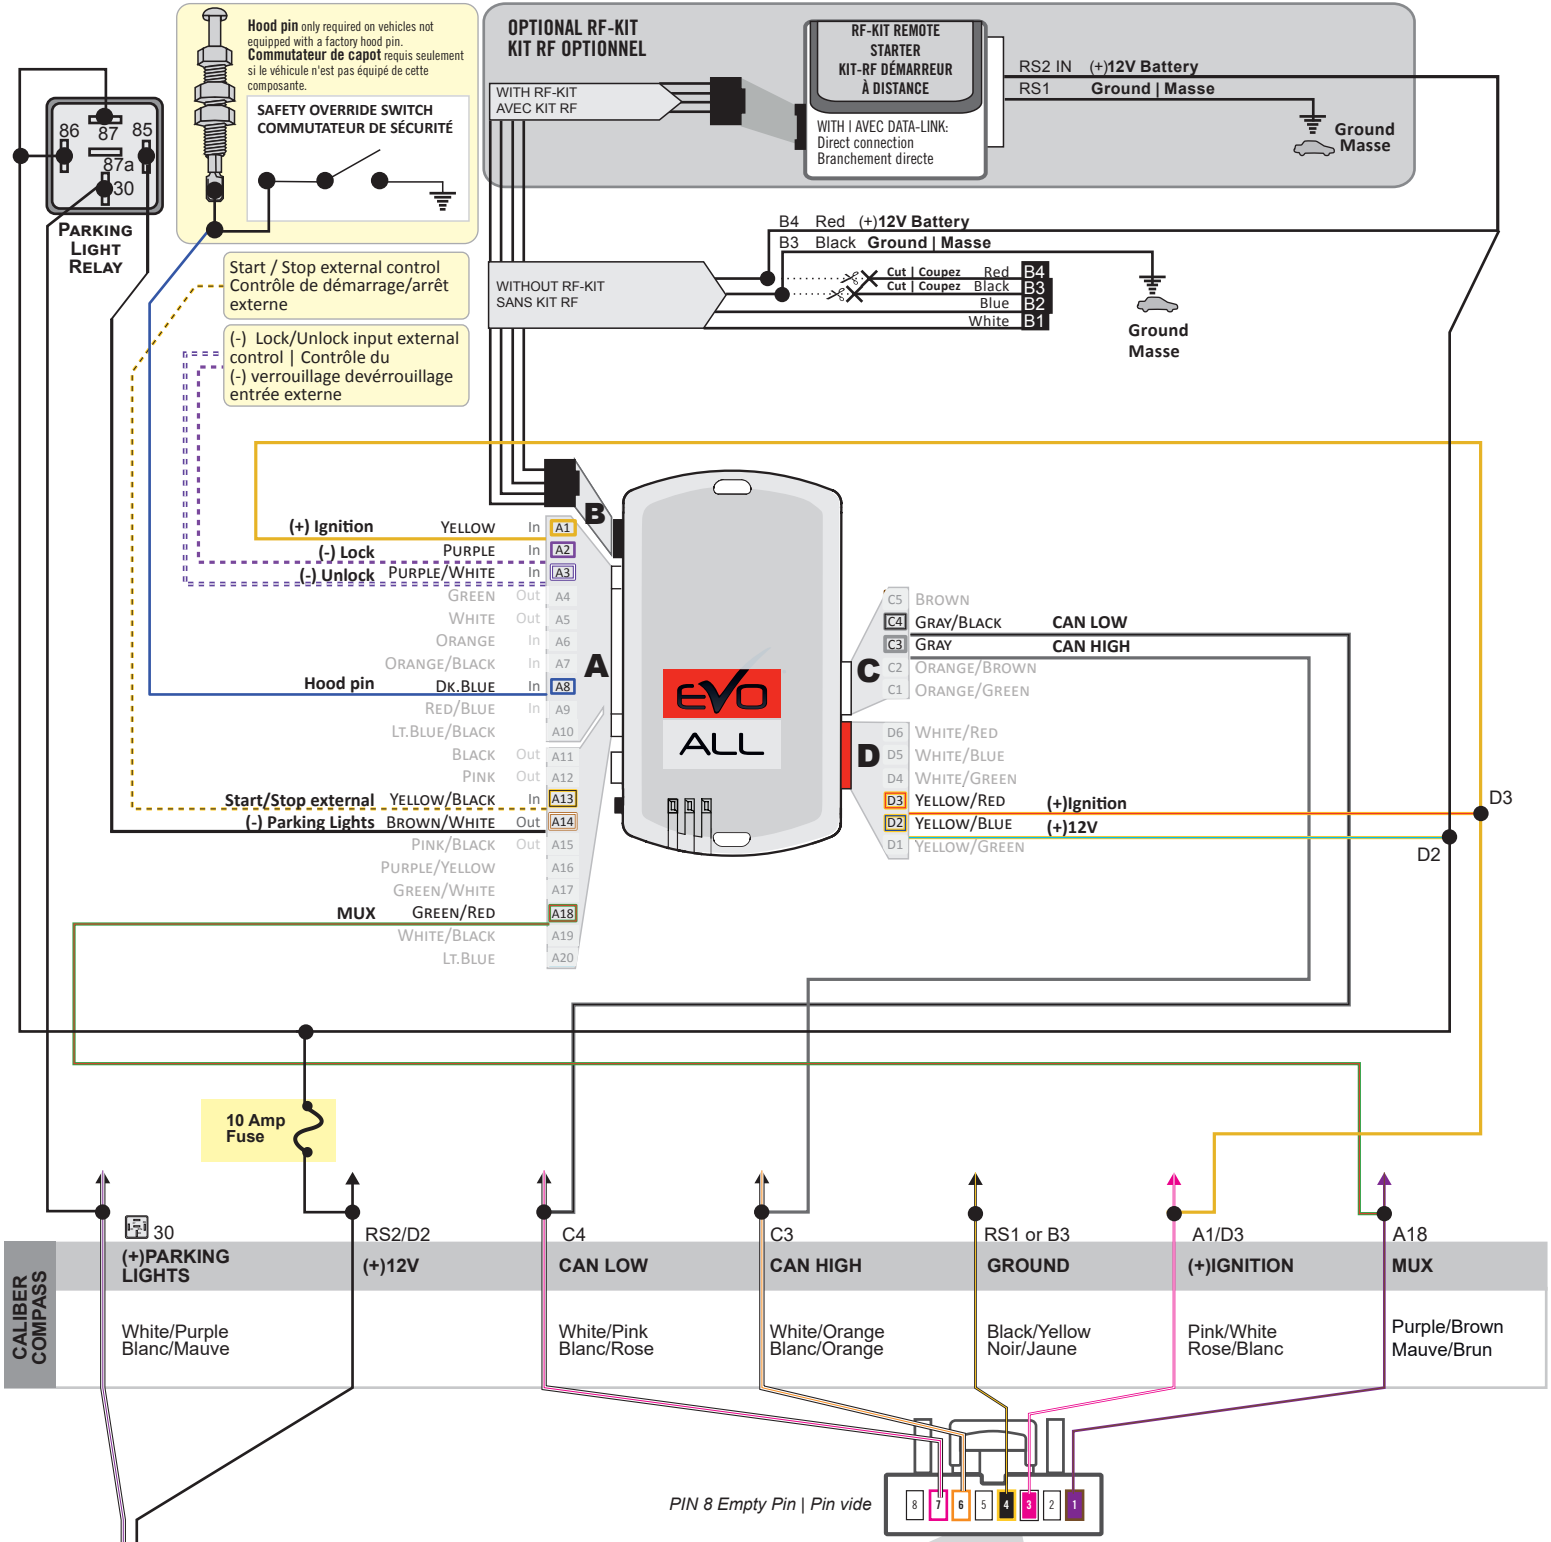 Hood pin only required on vehicles not
equipped with a factory hood pin.
Commutateur de capot requis seulement
si le véhicule n'est pas équipé de cette
composante.
SAFETY OVERRIDE SWITCH
COMMUTATEUR DE SÉCURITÉ
86
87
85
87a
30
PARKING
LIGHT
RELAY
OPTIONAL RF-KIT
KIT RF OPTIONNEL
WITH RF-KIT
AVEC KIT RF
RF-KIT REMOTE
STARTER
KIT-RF DÉMARREUR
À DISTANCE
WITH | AVEC DATA-LINK:
Direct connection
Branchement directe
RS2 IN (+)12V Battery
RS1 Ground | Masse
Ground
Masse
B4 Red (+)12V Battery
B3 Black Ground | Masse
WITHOUT RF-KIT
SANS KIT RF
Cut | Coupez Red B4
Cut | Coupez Black B3
Blue B2
White B1
Ground
Masse
Start / Stop external control
Contrôle de démarrage/arrêt
externe
(-) Lock/Unlock input external
control | Contrôle du
(-) verrouillage devérrouillage
entrée externe
B
(+) Ignition YELLOW In A1
(-) Lock PURPLE In A2
(-) Unlock PURPLE/WHITE In A3
GREEN Out A4
WHITE Out A5
ORANGE In A6
ORANGE/BLACK In A7
Hood pin DK.BLUE In A8
RED/BLUE In A9
LT.BLUE/BLACK A10
BLACK Out A11
PINK Out A12
Start/Stop external YELLOW/BLACK In A13
(-) Parking Lights BROWN/WHITE Out A14
PINK/BLACK Out A15
PURPLE/YELLOW A16
GREEN/WHITE A17
MUX GREEN/RED A18
WHITE/BLACK A19
LT.BLUE A20
A
EVO
ALL
C
C5 BROWN
C4 GRAY/BLACK CAN LOW
C3 GRAY CAN HIGH
C2 ORANGE/BROWN
C1 ORANGE/GREEN
D
D6 WHITE/RED
D5 WHITE/BLUE
D4 WHITE/GREEN
D3 YELLOW/RED (+)Ignition
D2 YELLOW/BLUE (+)12V
D1 YELLOW/GREEN
D3
D2
10 Amp
Fuse
30
RS2/D2
C4
C3
RS1 or B3
A1/D3
A18
CALIBER
COMPASS
(+)PARKING
LIGHTS
(+)12V
CAN LOW
CAN HIGH
GROUND
(+)IGNITION
MUX
White/Purple
Blanc/Mauve
White/Pink
Blanc/Rose
White/Orange
Blanc/Orange
Black/Yellow
Noir/Jaune
Pink/White
Rose/Blanc
Purple/Brown
Mauve/Brun
PIN 8 Empty Pin | Pin vide
8 7 6 5 4 3 2 1